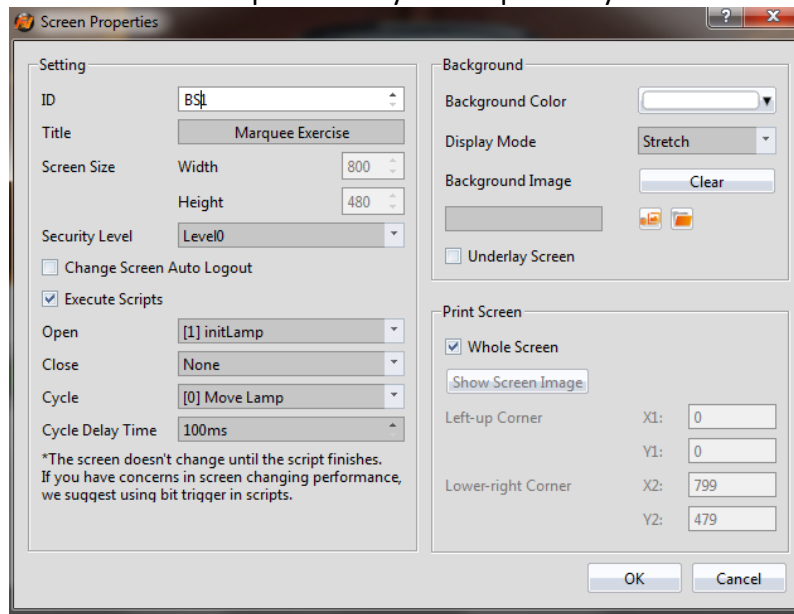 Screen Properties
Setting
ID BS1
Title Marquee Exercise
Screen Size Width 800
Height 480
Security Level Level0
Change Screen Auto Logout
Execute Scripts
Open [1] initLamp
Close None
Cycle [0] Move Lamp
Cycle Delay Time 100ms
*The screen doesn't change until the script finishes.
If you have concerns in screen changing performance,
we suggest using bit trigger in scripts.
Background
Background Color
Display Mode Stretch
Background Image Clear
Underlay Screen
Print Screen
Whole Screen
Show Screen Image
Left-up Corner X1: 0
Y1: 0
Lower-right Corner X2: 799
Y2: 479
OK Cancel